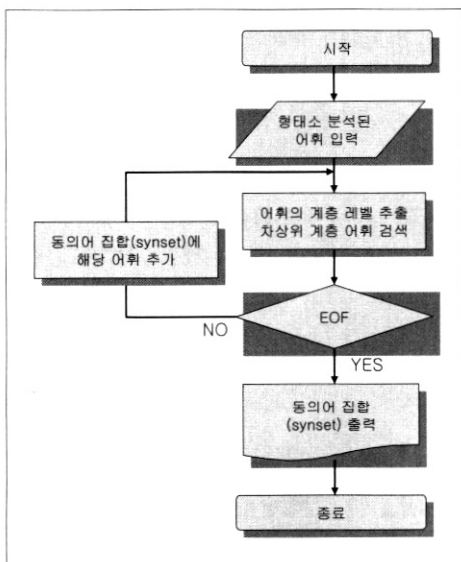 시작
형태소 분석된
어휘 입력
어휘의 계층 레벨 추출
차상위 계층 어휘 검색
동의어 집합(synset)에
해당 어휘 추가
EOF
NO
YES
동의어 집합
(synset) 출력
종료